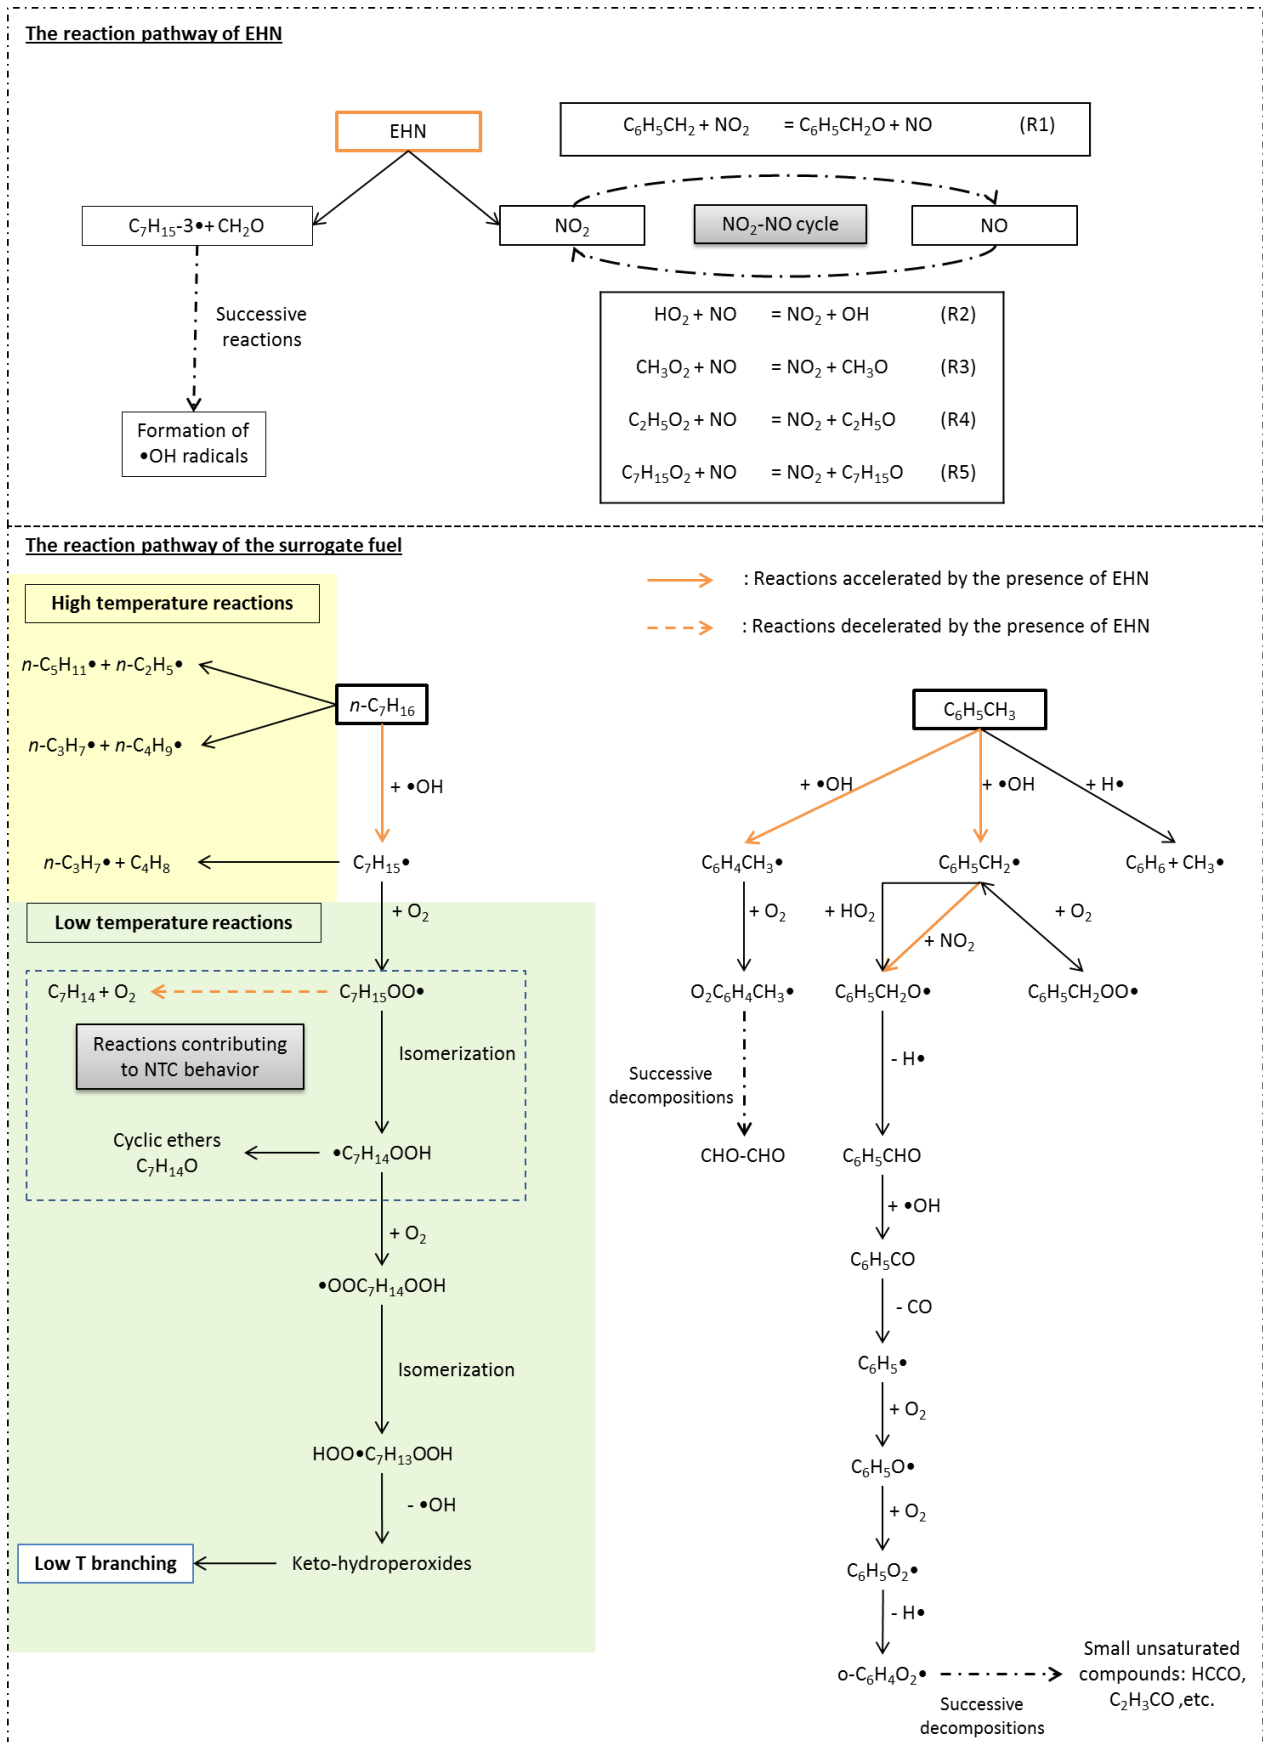 The reaction pathway of EHN
EHN
C₆H₅CH₂ + NO₂ = C₆H₅CH₂O + NO (R1)
C₇H₁₅-3•+ CH₂O
NO₂
NO₂-NO cycle
NO
Successive
reactions
Formation of
•OH radicals
HO₂ + NO = NO₂ + OH (R2)
CH₃O₂ + NO = NO₂ + CH₃O (R3)
C₂H₅O₂ + NO = NO₂ + C₂H₅O (R4)
C₇H₁₅O₂ + NO = NO₂ + C₇H₁₅O (R5)
The reaction pathway of the surrogate fuel
: Reactions accelerated by the presence of EHN
: Reactions decelerated by the presence of EHN
High temperature reactions
n-C₅H₁₁• + n-C₂H₅•
n-C₇H₁₆
n-C₃H₇• + n-C₄H₉•
+ •OH
n-C₃H₇• + C₄H₈
C₇H₁₅•
+ O₂
Low temperature reactions
C₇H₁₄ + O₂
C₇H₁₅OO•
Reactions contributing
to NTC behavior
Isomerization
Cyclic ethers
C₇H₁₄O
•C₇H₁₄OOH
+ O₂
•OOC₇H₁₄OOH
Isomerization
HOO•C₇H₁₃OOH
- •OH
Low T branching
Keto-hydroperoxides
C₆H₅CH₃
+ •OH
+ •OH
+ H•
C₆H₄CH₃•
C₆H₅CH₂•
C₆H₆ + CH₃•
+ O₂
+ HO₂
+ NO₂
+ O₂
O₂C₆H₄CH₃•
C₆H₅CH₂O•
C₆H₅CH₂OO•
Successive
decompositions
- H•
CHO-CHO
C₆H₅CHO
+ •OH
C₆H₅CO
- CO
C₆H₅•
+ O₂
C₆H₅O•
+ O₂
C₆H₅O₂•
- H•
o-C₆H₄O₂•
Successive
decompositions
Small unsaturated
compounds: HCCO,
C₂H₃CO ,etc.